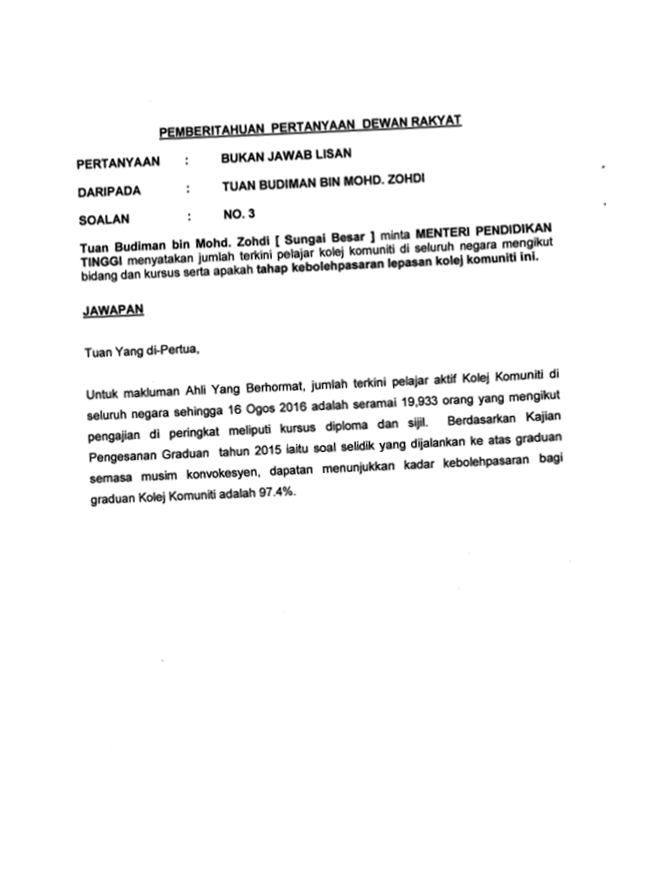 PEMBERITAHUAN PERTANYAAN DEWAN RAKYAT
PERTANYAAN : BUKAN JAWAB LISAN
DARIPADA : TUAN BUDIMAN BIN MOHD. ZOHDI
SOALAN : NO. 3
Tuan Budiman bin Mohd. Zohdi [ Sungai Besar ] minta MENTERI PENDIDIKAN
TINGGI menyatakan jumlah terkini pelajar kolej komuniti di seluruh negara mengikut
bidang dan kursus serta apakah tahap kebolehpasaran lepasan kolej komuniti ini.
JAWAPAN
Tuan Yang di-Pertua,
Untuk makluman Ahli Yang Berhormat, jumlah terkini pelajar aktif Kolej Komuniti di
seluruh negara sehingga 16 Ogos 2016 adalah seramai 19,933 orang yang mengikut
pengajian di peringkat meliputi kursus diploma dan sijil. Berdasarkan Kajian
Pengesanan Graduan tahun 2015 iaitu soal selidik yang dijalankan ke atas graduan
semasa musim konvokesyen, dapatan menunjukkan kadar kebolehpasaran bagi
graduan Kolej Komuniti adalah 97.4%.